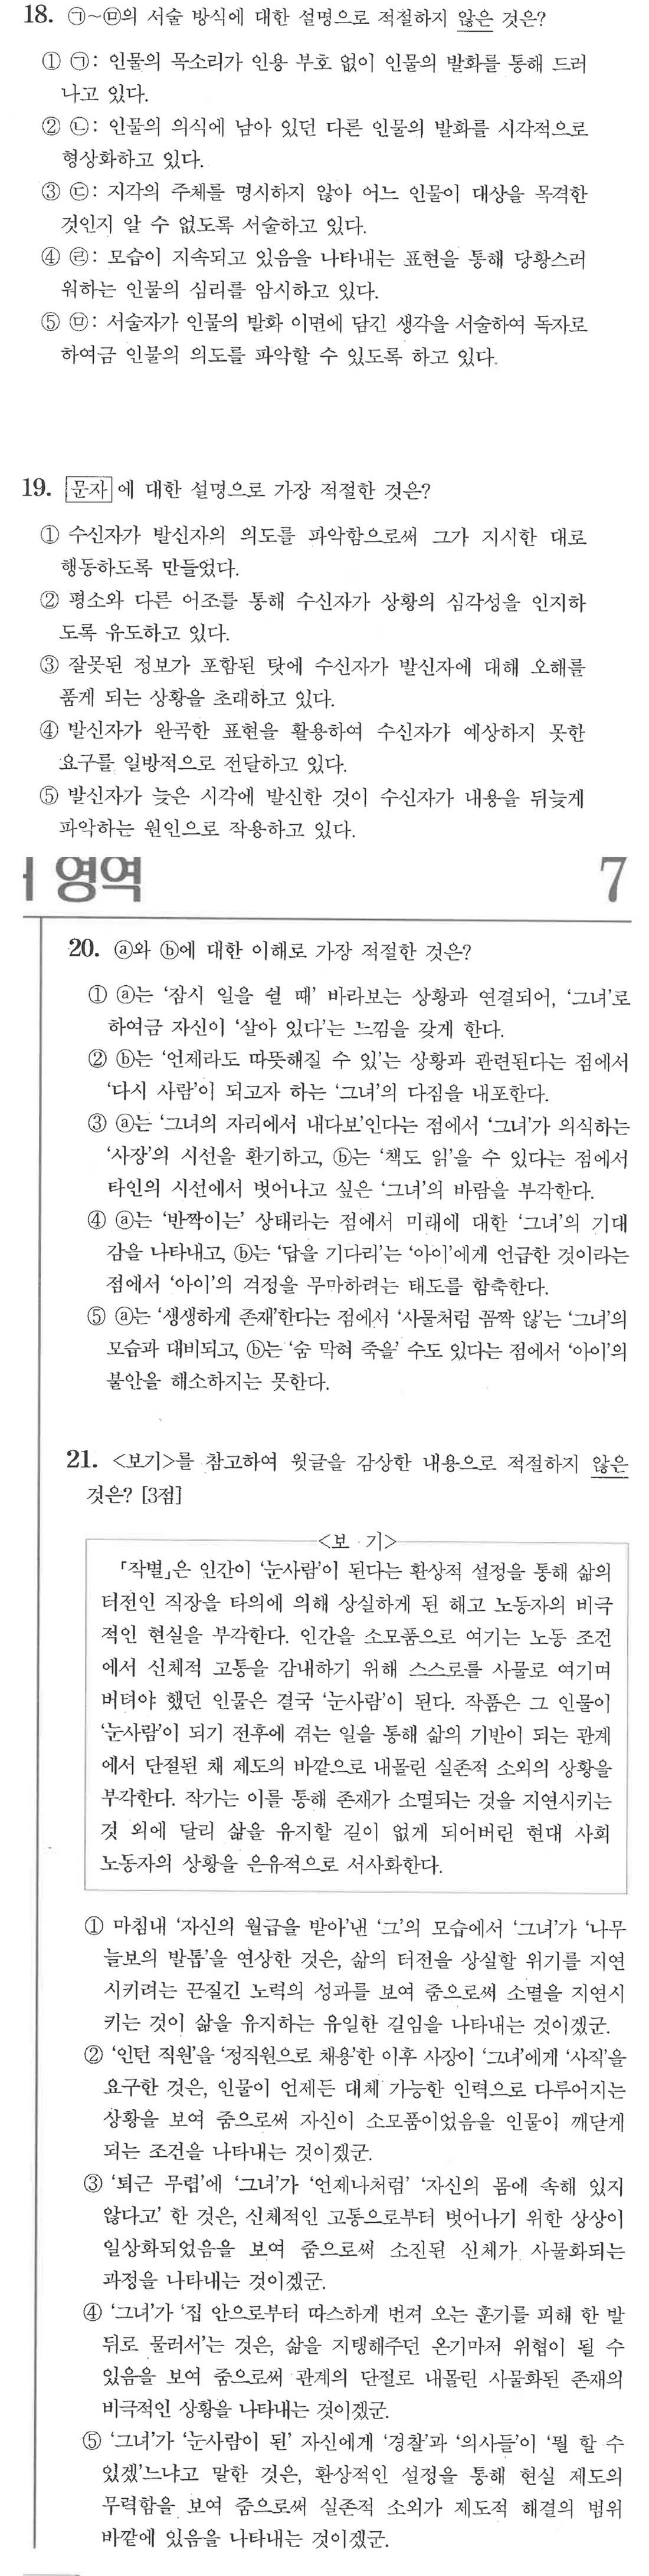 18. ㉠~㉤의 서술 방식에 대한 설명으로 적절하지 않은 것은?
① ㉠: 인물의 목소리가 인용 부호 없이 인물의 발화를 통해 드러
나고 있다.
② ㉡: 인물의 의식에 남아 있던 다른 인물의 발화를 시각적으로
형상화하고 있다.
③ ㉢: 지각의 주체를 명시하지 않아 어느 인물이 대상을 목격한
것인지 알 수 없도록 서술하고 있다.
④ ㉣: 모습이 지속되고 있음을 나타내는 표현을 통해 당황스러
워하는 인물의 심리를 암시하고 있다.
⑤ ㉤: 서술자가 인물의 발화 이면에 담긴 생각을 서술하여 독자로
하여금 인물의 의도를 파악할 수 있도록 하고 있다.
19. 문자에 대한 설명으로 가장 적절한 것은?
① 수신자가 발신자의 의도를 파악함으로써 그가 지시한 대로
행동하도록 만들었다.
② 평소와 다른 어조를 통해 수신자가 상황의 심각성을 인지하
도록 유도하고 있다.
③ 잘못된 정보가 포함된 탓에 수신자가 발신자에 대해 오해를
품게 되는 상황을 초래하고 있다.
④ 발신자가 완곡한 표현을 활용하여 수신자가 예상하지 못한
요구를 일방적으로 전달하고 있다.
⑤ 발신자가 늦은 시각에 발신한 것이 수신자가 내용을 뒤늦게
파악하는 원인으로 작용하고 있다.
영역 7
20. ⓐ와 ⓑ에 대한 이해로 가장 적절한 것은?
① ⓐ는 ‘잠시 일을 쉴 때’ 바라보는 상황과 연결되어, ‘그녀’로
하여금 자신이 ‘살아 있다’는 느낌을 갖게 한다.
② ⓑ는 ‘언제라도 따뜻해질 수 있’는 상황과 관련된다는 점에서
‘다시 사람’이 되고자 하는 ‘그녀’의 다짐을 내포한다.
③ ⓐ는 ‘그녀의 자리에서 내다보’인다는 점에서 ‘그녀’가 의식하는
‘사장’의 시선을 환기하고, ⓑ는 ‘책도 읽’을 수 있다는 점에서
타인의 시선에서 벗어나고 싶은 ‘그녀’의 바람을 부각한다.
④ ⓐ는 ‘반짝이는’ 상태라는 점에서 미래에 대한 ‘그녀’의 기대
감을 나타내고, ⓑ는 ‘답을 기다리’는 ‘아이’에게 언급한 것이라는
점에서 ‘아이’의 걱정을 무마하려는 태도를 함축한다.
⑤ ⓐ는 ‘생생하게 존재’한다는 점에서 ‘사물처럼 꼼짝 않’는 ‘그녀’의
모습과 대비되고, ⓑ는 ‘숨 막혀 죽을’ 수도 있다는 점에서 ‘아이’의
불안을 해소하지는 못한다.
21. <보기>를 참고하여 윗글을 감상한 내용으로 적절하지 않은
것은? [3점]
<보 기>
「작별」은 인간이 ‘눈사람’이 된다는 환상적 설정을 통해 삶의
터전인 직장을 타의에 의해 상실하게 된 해고 노동자의 비극
적인 현실을 부각한다. 인간을 소모품으로 여기는 노동 조건
에서 신체적 고통을 감내하기 위해 스스로를 사물로 여기며
버텨야 했던 인물은 결국 ‘눈사람’이 된다. 작품은 그 인물이
‘눈사람’이 되기 전후에 겪는 일을 통해 삶의 기반이 되는 관계
에서 단절된 채 제도의 바깥으로 내몰린 실존적 소외의 상황을
부각한다. 작가는 이를 통해 존재가 소멸되는 것을 지연시키는
것 외에 달리 삶을 유지할 길이 없게 되어버린 현대 사회
노동자의 상황을 은유적으로 서사화한다.
① 마침내 ‘자신의 월급을 받아’낸 ‘그’의 모습에서 ‘그녀’가 ‘나무
늘보의 발톱’을 연상한 것은, 삶의 터전을 상실할 위기를 지연
시키려는 끈질긴 노력의 성과를 보여 줌으로써 소멸을 지연시
키는 것이 삶을 유지하는 유일한 길임을 나타내는 것이겠군.
② ‘인턴 직원’을 ‘정직원으로 채용’한 이후 사장이 ‘그녀’에게 ‘사직’을
요구한 것은, 인물이 언제든 대체 가능한 인력으로 다루어지는
상황을 보여 줌으로써 자신이 소모품이었음을 인물이 깨닫게
되는 조건을 나타내는 것이겠군.
③ ‘퇴근 무렵’에 ‘그녀’가 ‘언제나처럼’ ‘자신의 몸에 속해 있지
않다고’ 한 것은, 신체적인 고통으로부터 벗어나기 위한 상상이
일상화되었음을 보여 줌으로써 소진된 신체가 사물화되는
과정을 나타내는 것이겠군.
④ ‘그녀’가 ‘집 안으로부터 따스하게 번져 오는 훈기를 피해 한 발
뒤로 물러서’는 것은, 삶을 지탱해주던 온기마저 위협이 될 수
있음을 보여 줌으로써 관계의 단절로 내몰린 사물화된 존재의
비극적인 상황을 나타내는 것이겠군.
⑤ ‘그녀’가 ‘눈사람이 된’ 자신에게 ‘경찰’과 ‘의사들’이 ‘뭘 할 수
있겠’느냐고 말한 것은, 환상적인 설정을 통해 현실 제도의
무력함을 보여 줌으로써 실존적 소외가 제도적 해결의 범위
바깥에 있음을 나타내는 것이겠군.